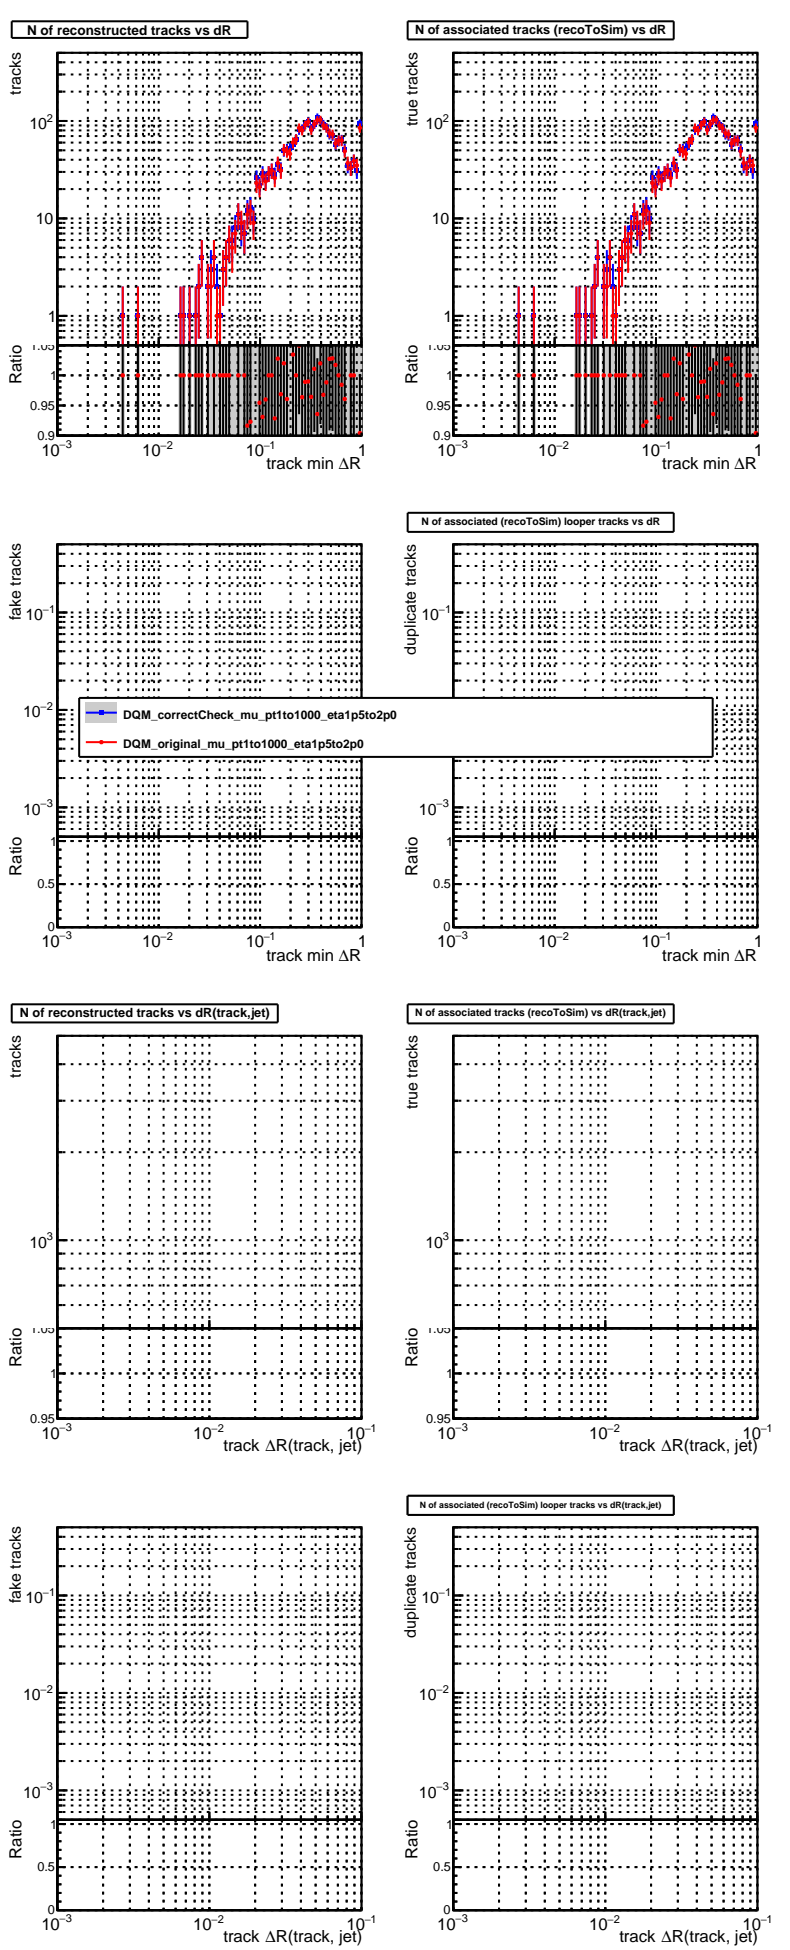 N of reconstructed tracks vs dR
N of associated tracks (recoToSim) vs dR
tracks
10²
10
1
Ratio
1.05
1
0.95
0.9
10⁻³
10⁻²
10⁻¹
1
track min ΔR
true tracks
10²
10
1
Ratio
1.05
1
0.95
0.9
10⁻³
10⁻²
10⁻¹
1
track min ΔR
N of associated (recoToSim) looper tracks vs dR
fake tracks
10⁻¹
10⁻²
10⁻³
Ratio
1
0.5
0
10⁻³
10⁻²
10⁻¹
1
track min ΔR
duplicate tracks
10⁻³
Ratio
1
0.5
0
10⁻³
10⁻²
10⁻¹
1
track min ΔR
10⁻¹
DQM_correctCheck_mu_pt1to1000_eta1p5to2p0
DQM_original_mu_pt1to1000_eta1p5to2p0
N of reconstructed tracks vs dR(track,jet)
N of associated tracks (recoToSim) vs dR(track,jet)
tracks
10³
Ratio
1.05
1
0.95
10⁻³
10⁻²
10⁻¹
track ΔR(track, jet)
true tracks
10³
Ratio
1.05
1
0.95
10⁻³
10⁻²
10⁻¹
track ΔR(track, jet)
N of associated (recoToSim) looper tracks vs dR(track,jet)
fake tracks
10⁻¹
10⁻²
10⁻³
Ratio
1
0.5
0
10⁻³
10⁻²
10⁻¹
track ΔR(track, jet)
duplicate tracks
10⁻¹
10⁻²
10⁻³
Ratio
1
0.5
0
10⁻³
10⁻²
10⁻¹
track ΔR(track, jet)